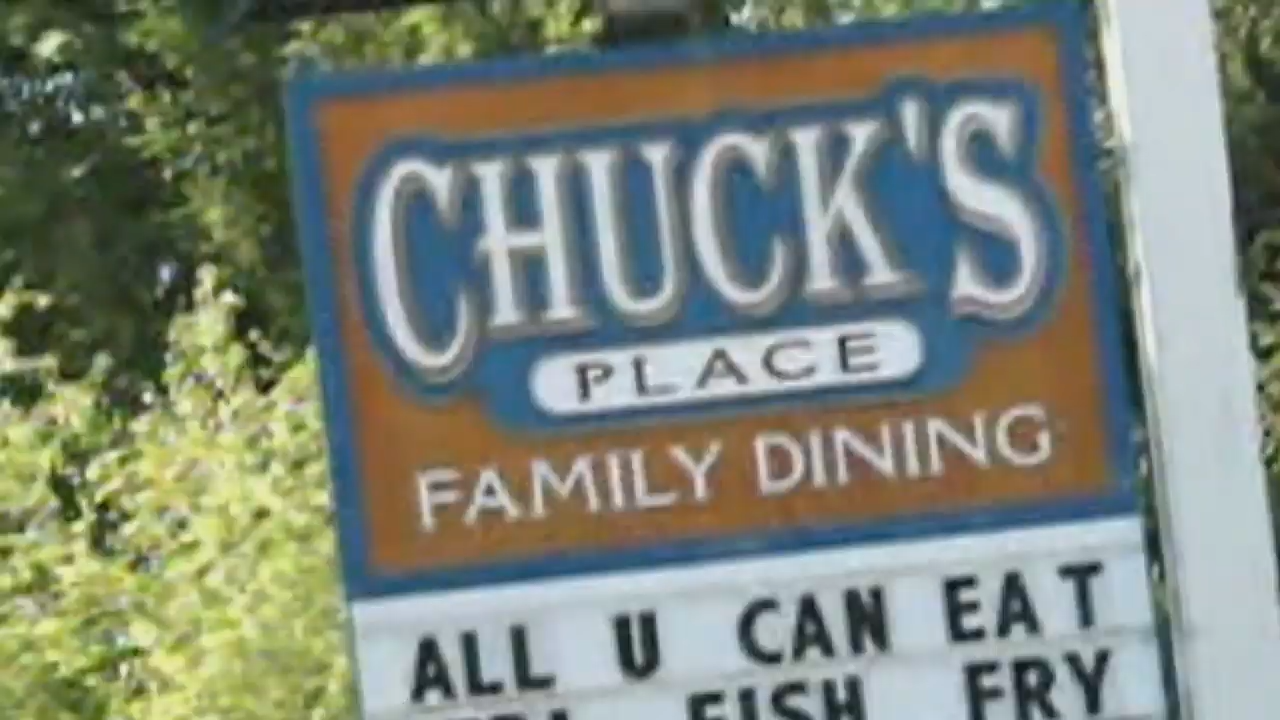 CHUCK'S
PLACE
FAMILY DINING
ALL U CAN EAT
FISH FRY